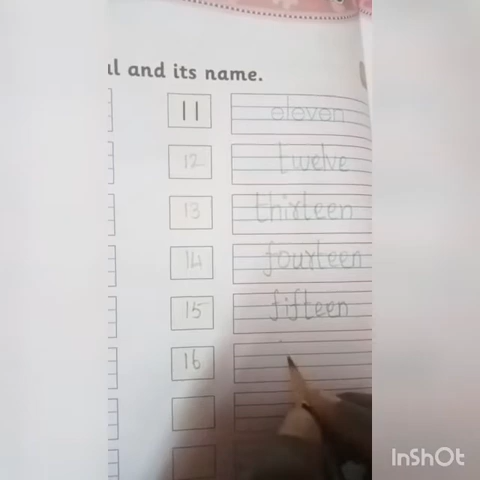 and its name.
11 eleven
12 twelve
13 thirteen
14 fourteen
15 fifteen
16
InShOt